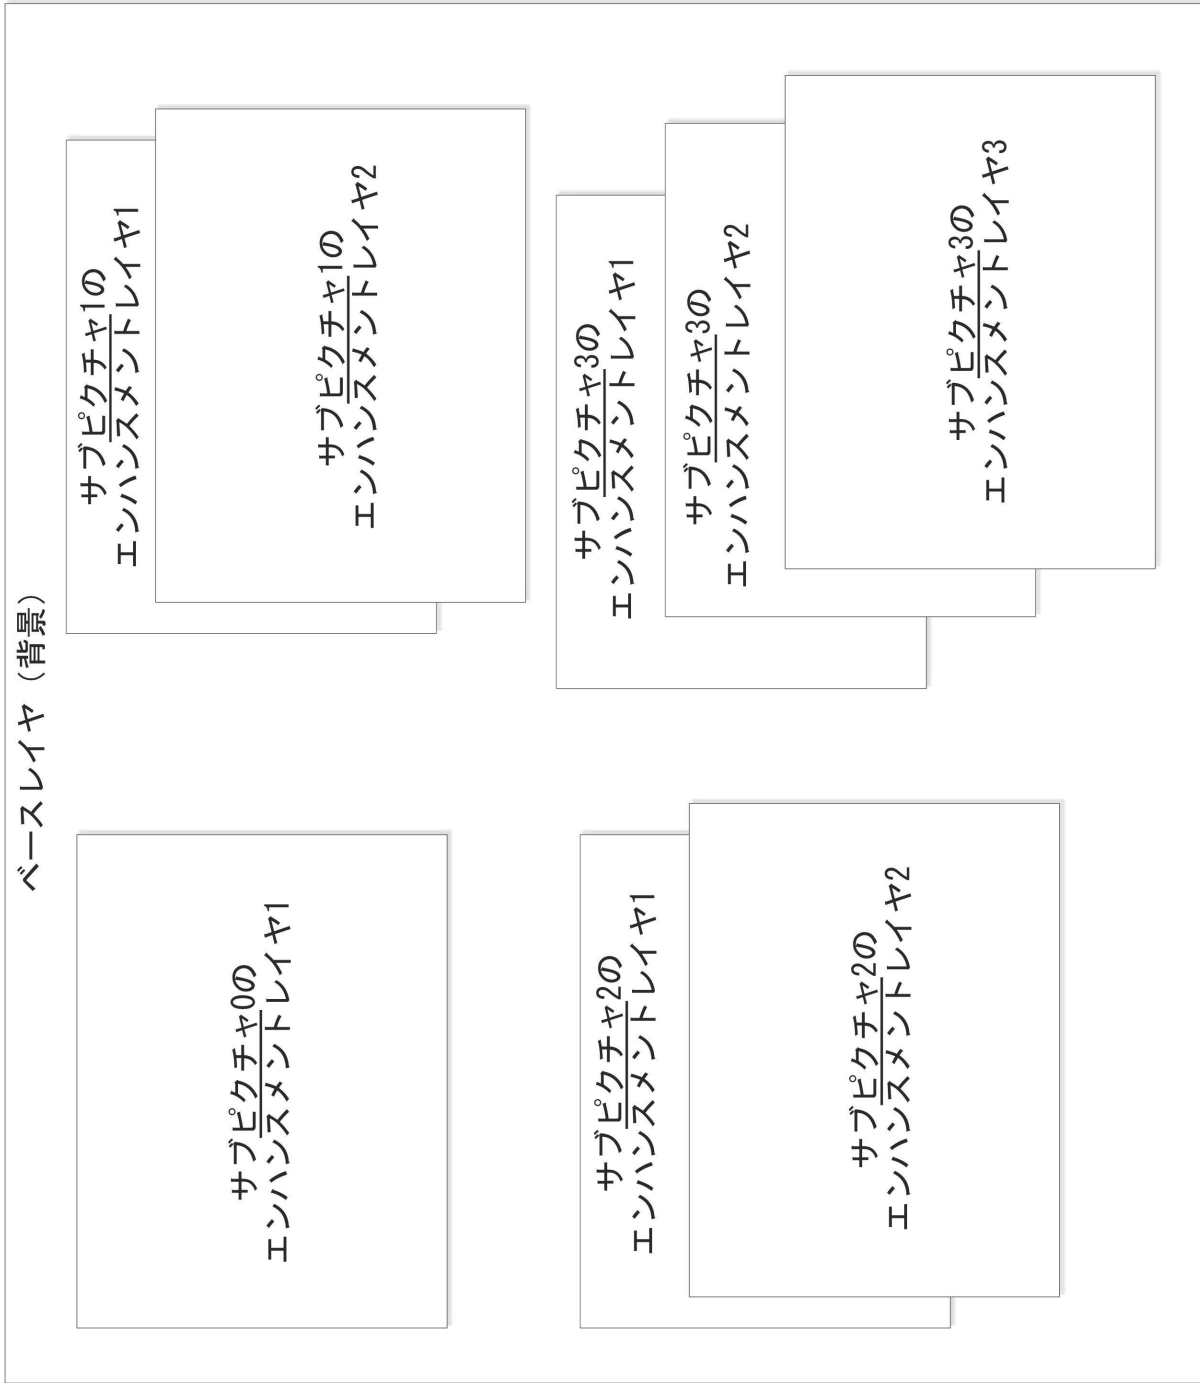 ベースレイヤ（背景）
サブピクチャ0の
エンハンスメントレイヤ1
サブピクチャ1の
エンハンスメントレイヤ1
サブピクチャ1の
エンハンスメントレイヤ2
サブピクチャ2の
エンハンスメントレイヤ1
サブピクチャ2の
エンハンスメントレイヤ2
サブピクチャ3の
エンハンスメントレイヤ1
サブピクチャ3の
エンハンスメントレイヤ2
サブピクチャ3の
エンハンスメントレイヤ3